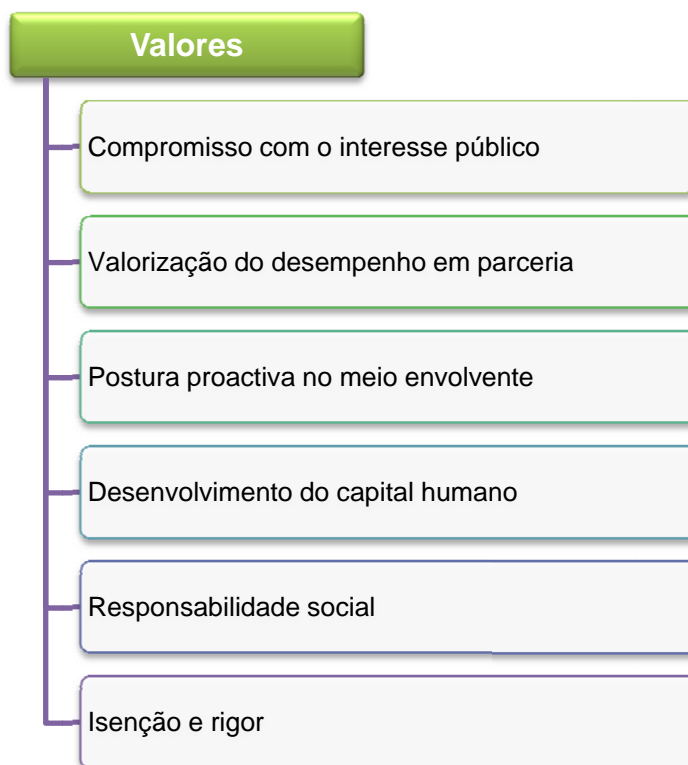 Valores
Compromisso com o interesse público
Valorização do desempenho em parceria
Postura proactiva no meio envolvente
Desenvolvimento do capital humano
Responsabilidade social
Isenção e rigor